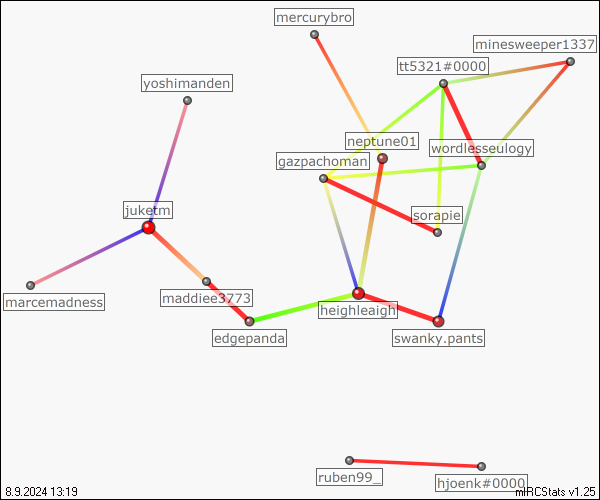 mercurybro
minesweeper1337
tt5321#0000
yoshimanden
neptune01
wordlesseulogy
gazpachoman
juketm
sorapie
marcemadness
maddiee3773
heighleaigh
edgepanda
swanky.pants
ruben99_
hjoenk#0000
8.9.2024 13:19
mIRCStats v1.25